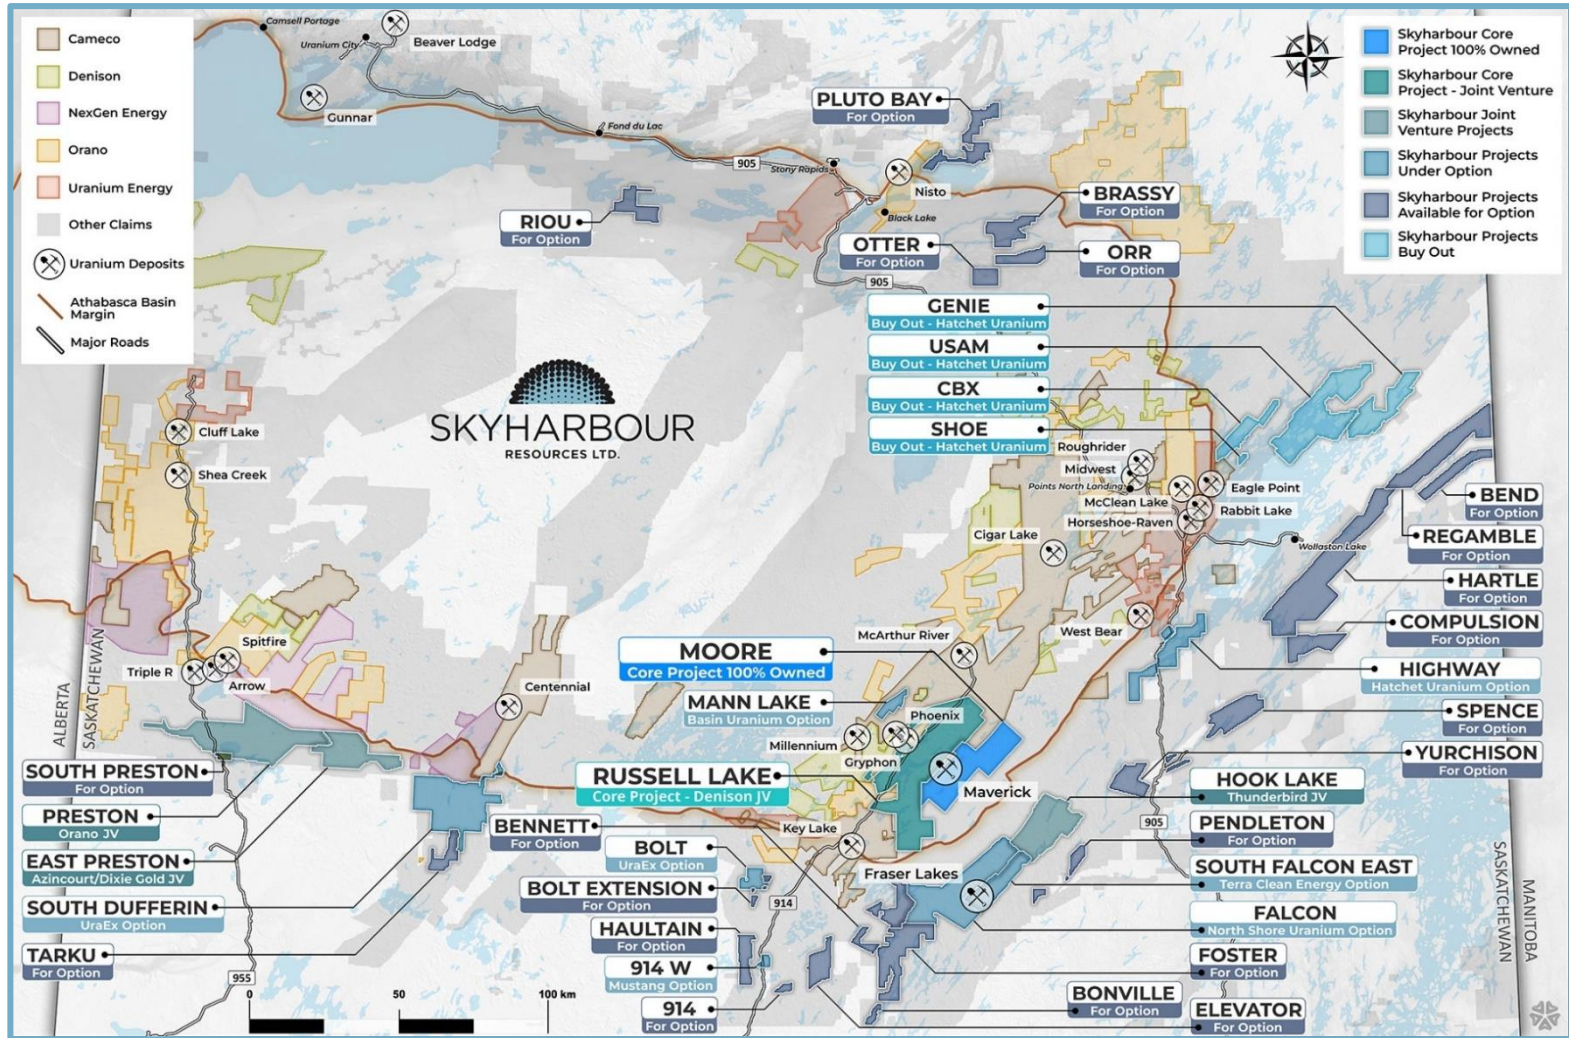 Cameco
Denison
NexGen Energy
Orano
Uranium Energy
Other Claims
Uranium Deposits
Athabasca Basin
Margin
Major Roads
Skyharbour Core
Project 100% Owned
Skyharbour Core
Project - Joint Venture
Skyharbour Joint
Venture Projects
Skyharbour Projects
Under Option
Skyharbour Projects
Available for Option
Skyharbour Projects
Buy Out
Camsell Portage
Uranium City
Beaver Lodge
Gunnar
Fond du Lac
905
Stony Rapids
PLUTO BAY
For Option
Nisto
Black Lake
RIOU
For Option
BRASSY
For Option
OTTER
For Option
ORR
For Option
905
GENIE
Buy Out - Hatchet Uranium
USAM
Buy Out - Hatchet Uranium
CBX
Buy Out - Hatchet Uranium
SHOE
Buy Out - Hatchet Uranium
SKYHARBOUR
RESOURCES LTD.
Cluff Lake
Shea Creek
Roughrider
Midwest
Points North Landing
McClean Lake
Eagle Point
Rabbit Lake
Horseshoe-Raven
Cigar Lake
Wollaston Lake
BEND
For Option
REGAMBLE
For Option
HARTLE
For Option
COMPULSION
For Option
HIGHWAY
Hatchet Uranium Option
SPENCE
For Option
YURCHISON
For Option
West Bear
McArthur River
Spitfire
Triple R
Arrow
Centennial
ALBERTA
SASKATCHEWAN
MOORE
Core Project 100% Owned
MANN LAKE
Basin Uranium Option
Phoenix
Millennium
Gryphon
RUSSELL LAKE
Core Project - Denison JV
Maverick
Key Lake
Fraser Lakes
SOUTH PRESTON
For Option
PRESTON
Orano JV
EAST PRESTON
Azincourt/Dixie Gold JV
SOUTH DUFFERIN
UraEx Option
TARKU
For Option
955
BENNETT
For Option
BOLT
UraEx Option
BOLT EXTENSION
For Option
HAULTAIN
For Option
914 W
Mustang Option
914
For Option
914
905
HOOK LAKE
Thunderbird JV
PENDLETON
For Option
SOUTH FALCON EAST
Terra Clean Energy Option
FALCON
North Shore Uranium Option
FOSTER
For Option
BONVILLE
For Option
ELEVATOR
For Option
SASKATCHEWAN
MANITOBA
0 50 100 km